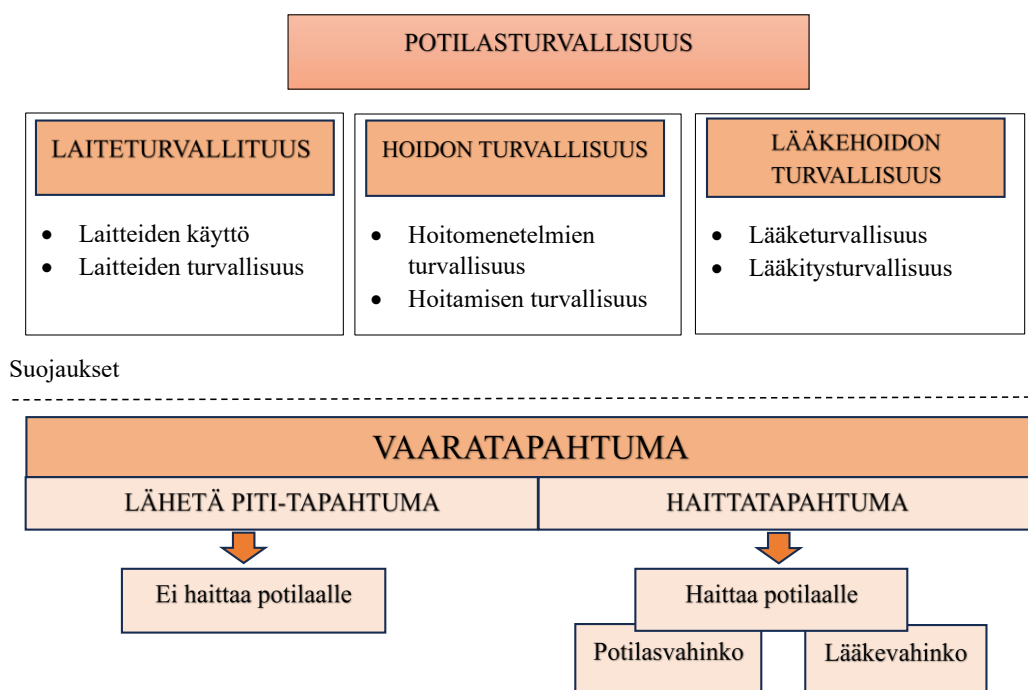 POTILASTURVALLISUUS
LAITETURVALLITUUS
• Laitteiden käyttö
• Laitteiden turvallisuus
HOIDON TURVALLISUUS
• Hoitomenetelmien
turvallisuus
• Hoitamisen turvallisuus
LÄÄKEHOIDON
TURVALLISUUS
• Lääketurvallisuus
• Lääkitysturvallisuus
Suojaukset
VAARATAPAHTUMA
LÄHETÄ PITI-TAPAHTUMA
HAITTATAPAHTUMA
Ei haittaa potilaalle
Haittaa potilaalle
Potilasvahinko
Lääkevahinko